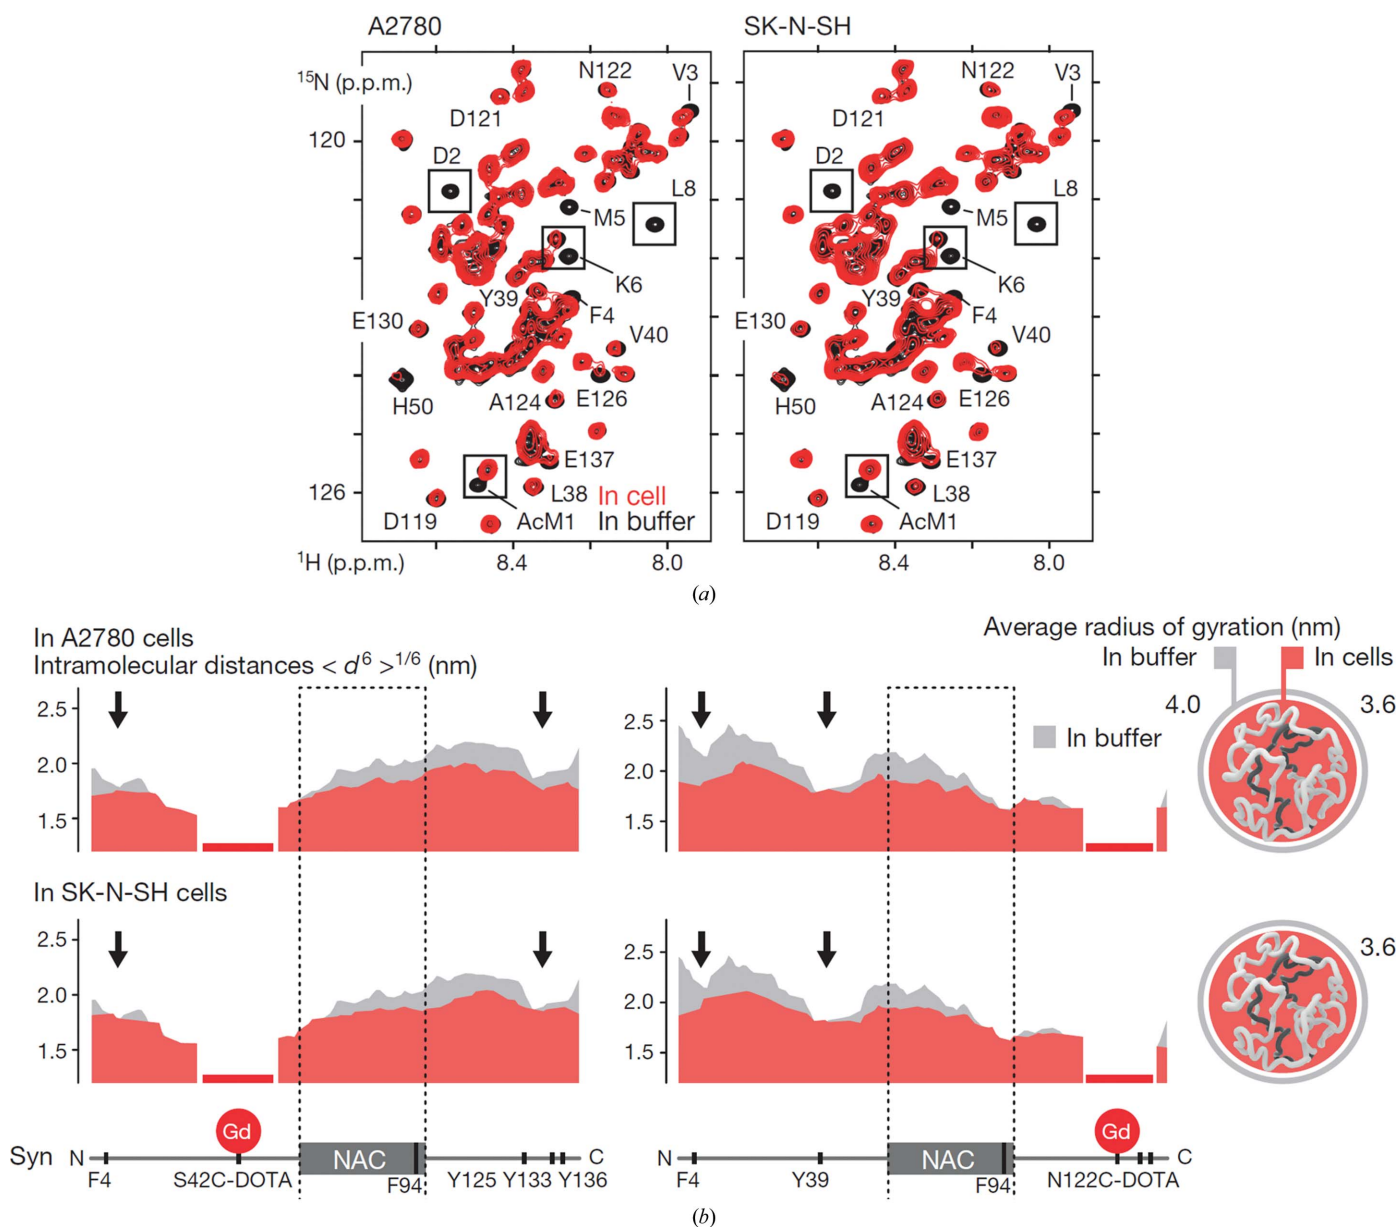 A2780
SK-N-SH
¹⁵N (p.p.m.)
N122
V3
N122
V3
D121
D121
120
D2
D2
L8
L8
M5
M5
K6
K6
Y39
F4
Y39
F4
E130
V40
E130
V40
H50
A124
E126
H50
A124
E126
E137
E137
126
L38
In cell
L38
D119
AcM1
In buffer
D119
AcM1
¹H (p.p.m.)
8.4
8.0
8.4
8.0
(a)
In A2780 cells
Intramolecular distances < d⁶ >¹ᐟ⁶ (nm)
Average radius of gyration (nm)
In buffer
In cells
4.0
3.6
2.5
2.0
1.5
2.5
2.0
1.5
In buffer
In SK-N-SH cells
2.5
2.0
1.5
2.5
2.0
1.5
3.6
Gd
Gd
Syn
N
NAC
C
N
NAC
C
F4
S42C-DOTA
F94
Y125
Y133
Y136
F4
Y39
F94
N122C-DOTA
(b)